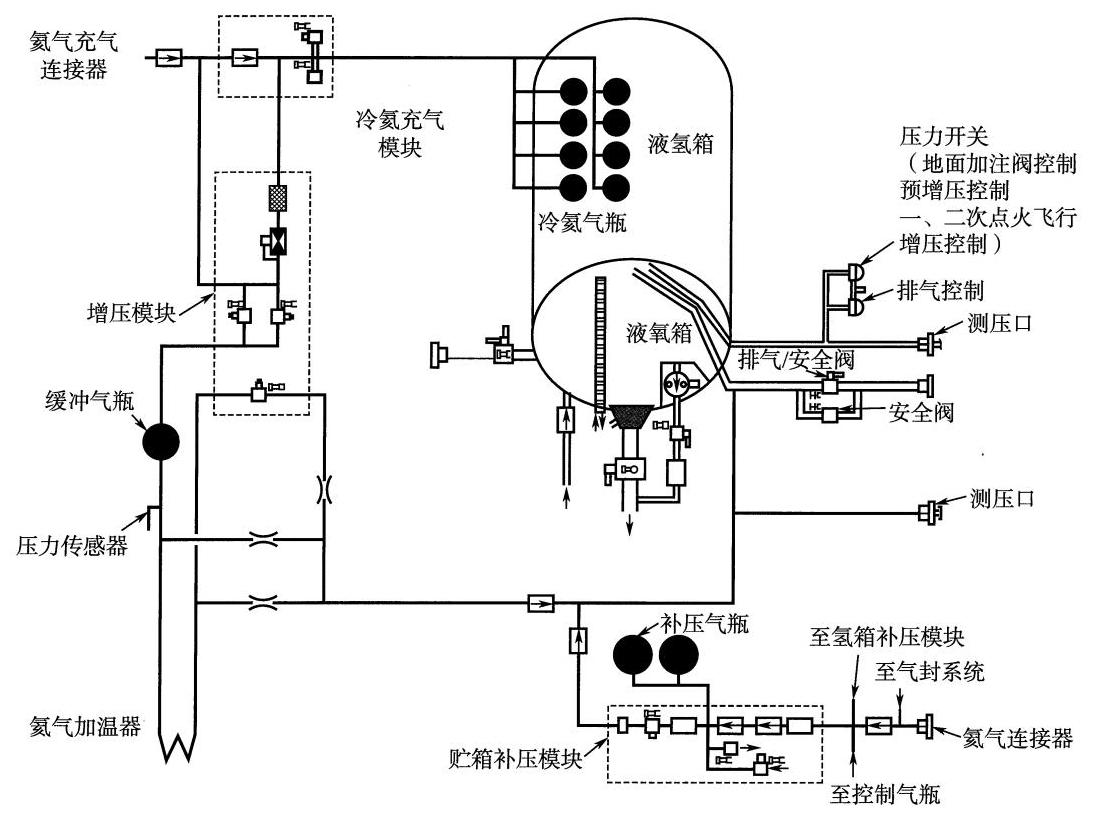 氦气充气
连接器
冷氦充气
模块
液氢箱
冷氦气瓶
压力开关
（地面加注阀控制
预增压控制
一、二次点火飞行
增压控制）
排气控制
测压口
增压模块
液氧箱
排气/安全阀
安全阀
缓冲气瓶
测压口
压力传感器
补压气瓶
至氢箱补压模块
至气封系统
氦气加温器
贮箱补压模块
氦气连接器
至控制气瓶